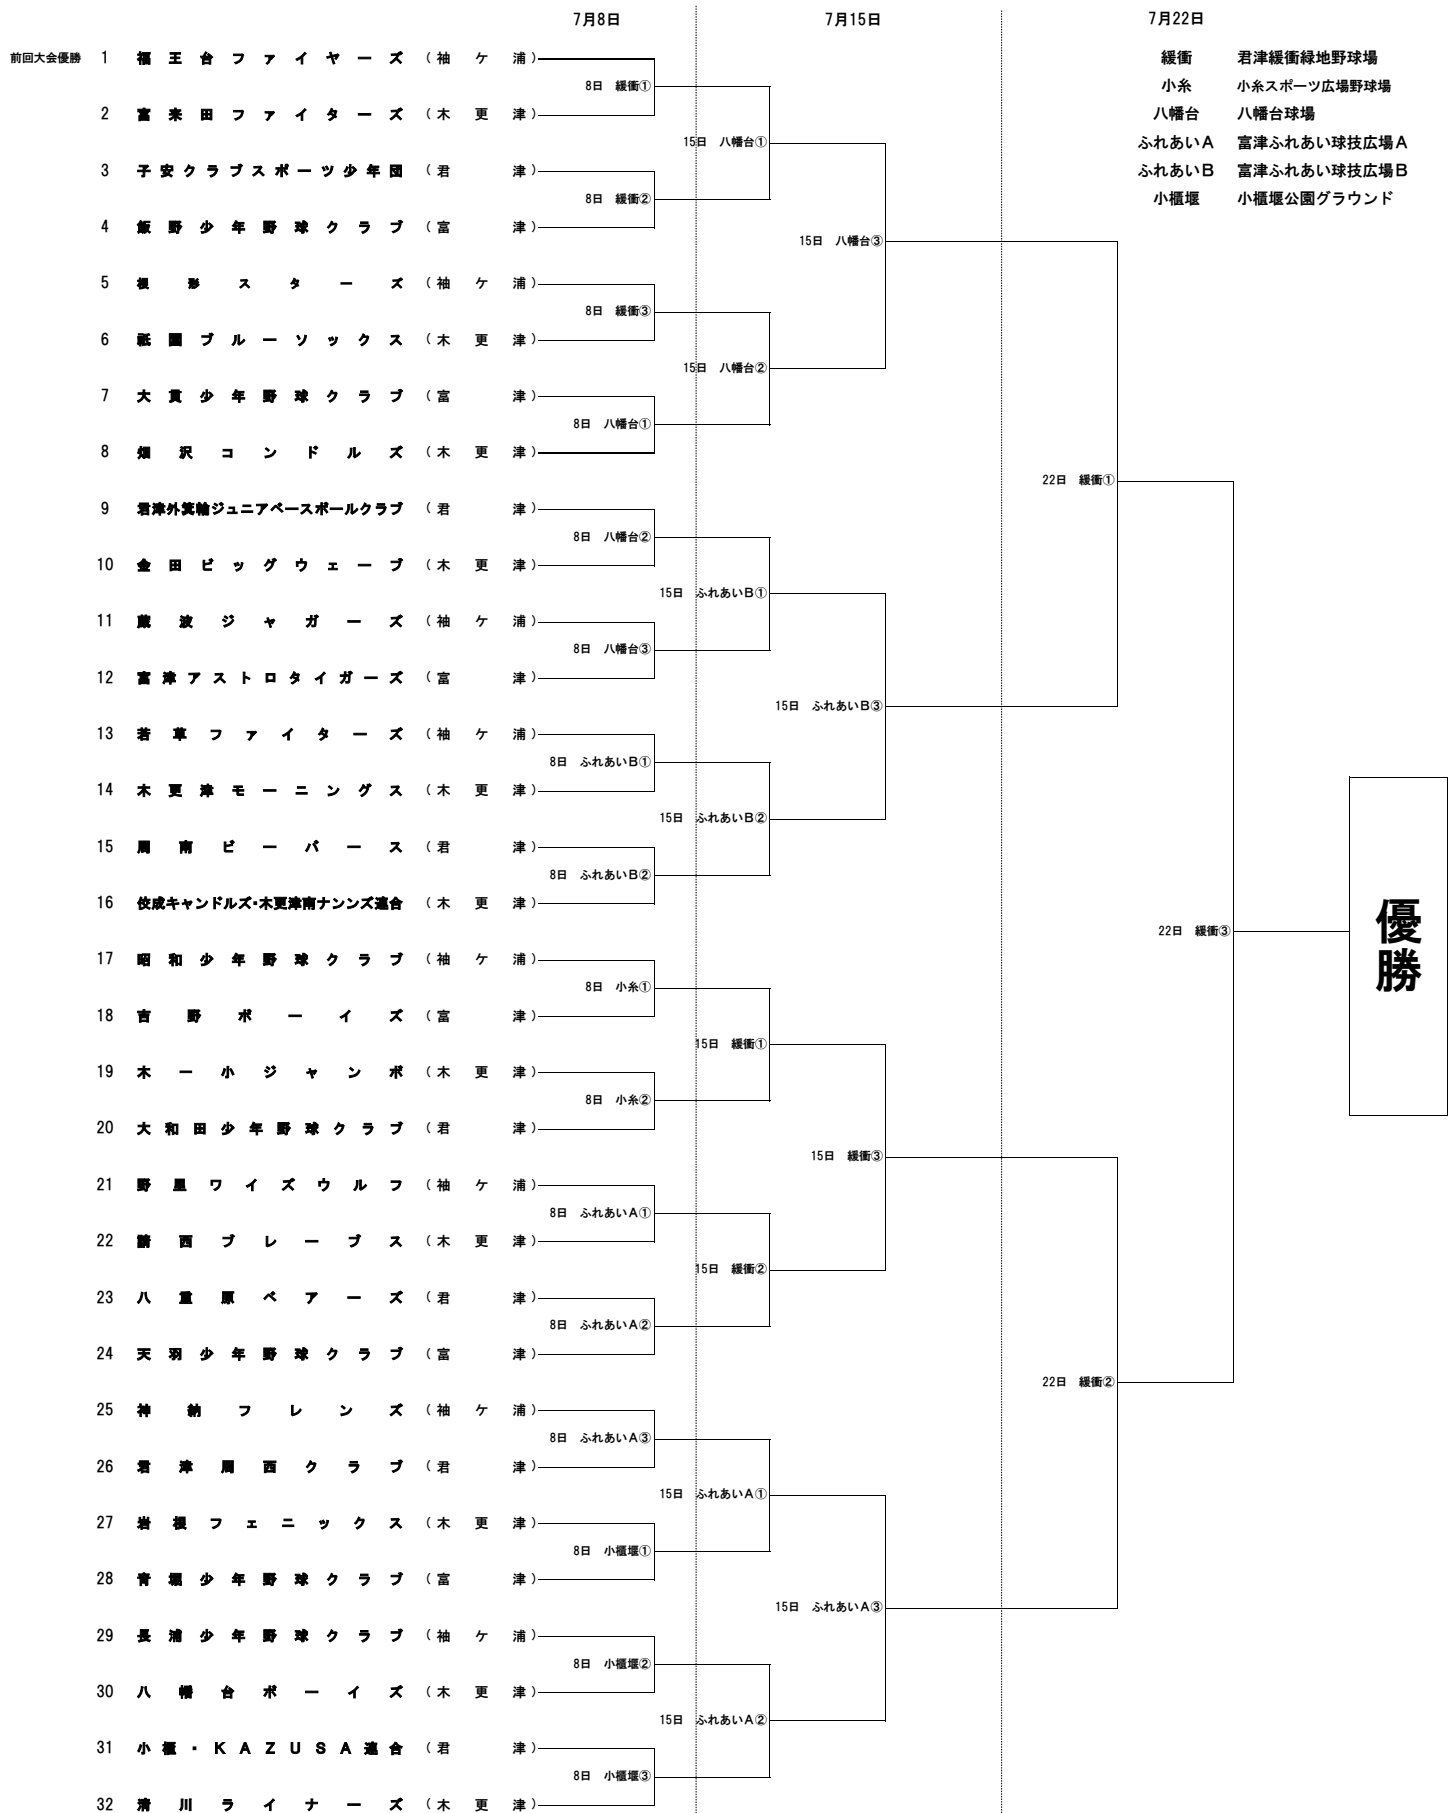 7月8日 7月15日 7月22日
前回大会優勝 1 福王台ファイヤーズ (袖ケ浦) 緩衝 君津緩衝緑地野球場
8日 緩衝① 小糸 小糸スポーツ広場野球場
2 富来田ファイターズ (木更津) 八幡台 八幡台球場
15日 八幡台① ふれあいA 富津ふれあい球技広場A
3 子安クラブスポーツ少年団 (君津) ふれあいB 富津ふれあい球技広場B
8日 緩衝② 小櫃堰 小櫃堰公園グラウンド
4 飯野少年野球クラブ (富津)
15日 八幡台③
5 根形スターズ (袖ケ浦)
8日 緩衝③
6 祇園ブルーソックス (木更津)
15日 八幡台②
7 大貫少年野球クラブ (富津)
8日 八幡台①
8 畑沢コンドルズ (木更津)
22日 緩衝①
9 君津外箕輪ジュニアベースボールクラブ (君津)
8日 八幡台②
10 金田ビッグウェーブ (木更津)
15日 ふれあいB①
11 蔵波ジャガーズ (袖ケ浦)
8日 八幡台③
12 富津アストロタイガーズ (富津)
15日 ふれあいB③
13 若草ファイターズ (袖ケ浦)
8日 ふれあいB①
14 木更津モーニングス (木更津)
15日 ふれあいB②
15 周南ビーバース (君津)
8日 ふれあいB②
16 佼成キャンドルズ・木更津南ナンンズ連合 (木更津)
22日 緩衝③
優勝
17 昭和少年野球クラブ (袖ケ浦)
8日 小糸①
18 吉野ボーイズ (富津)
15日 緩衝①
19 木一小ジャンボ (木更津)
8日 小糸②
20 大和田少年野球クラブ (君津)
15日 緩衝③
21 野里ワイズウルフ (袖ケ浦)
8日 ふれあいA①
22 請西ブレーブス (木更津)
15日 緩衝②
23 八重原ベアーズ (君津)
8日 ふれあいA②
24 天羽少年野球クラブ (富津)
22日 緩衝②
25 神納フレンズ (袖ケ浦)
8日 ふれあいA③
26 君津周西クラブ (君津)
15日 ふれあいA①
27 岩根フェニックス (木更津)
8日 小櫃堰①
28 青堀少年野球クラブ (富津)
15日 ふれあいA③
29 長浦少年野球クラブ (袖ケ浦)
8日 小櫃堰②
30 八幡台ボーイズ (木更津)
15日 ふれあいA②
31 小櫃・KAZUSA連合 (君津)
8日 小櫃堰③
32 清川ライナーズ (木更津)